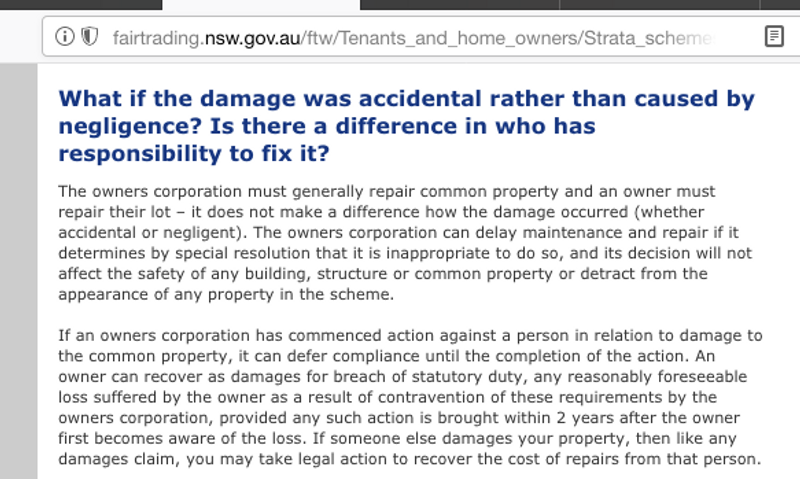 fairtrading.nsw.gov.au/ftw/Tenants_and_home_owners/Strata_scheme
What if the damage was accidental rather than caused by
negligence? Is there a difference in who has
responsibility to fix it?
The owners corporation must generally repair common property and an owner must
repair their lot – it does not make a difference how the damage occurred (whether
accidental or negligent). The owners corporation can delay maintenance and repair if it
determines by special resolution that it is inappropriate to do so, and its decision will not
affect the safety of any building, structure or common property or detract from the
appearance of any property in the scheme.
If an owners corporation has commenced action against a person in relation to damage to
the common property, it can defer compliance until the completion of the action. An
owner can recover as damages for breach of statutory duty, any reasonably foreseeable
loss suffered by the owner as a result of contravention of these requirements by the
owners corporation, provided any such action is brought within 2 years after the owner
first becomes aware of the loss. If someone else damages your property, then like any
damages claim, you may take legal action to recover the cost of repairs from that person.